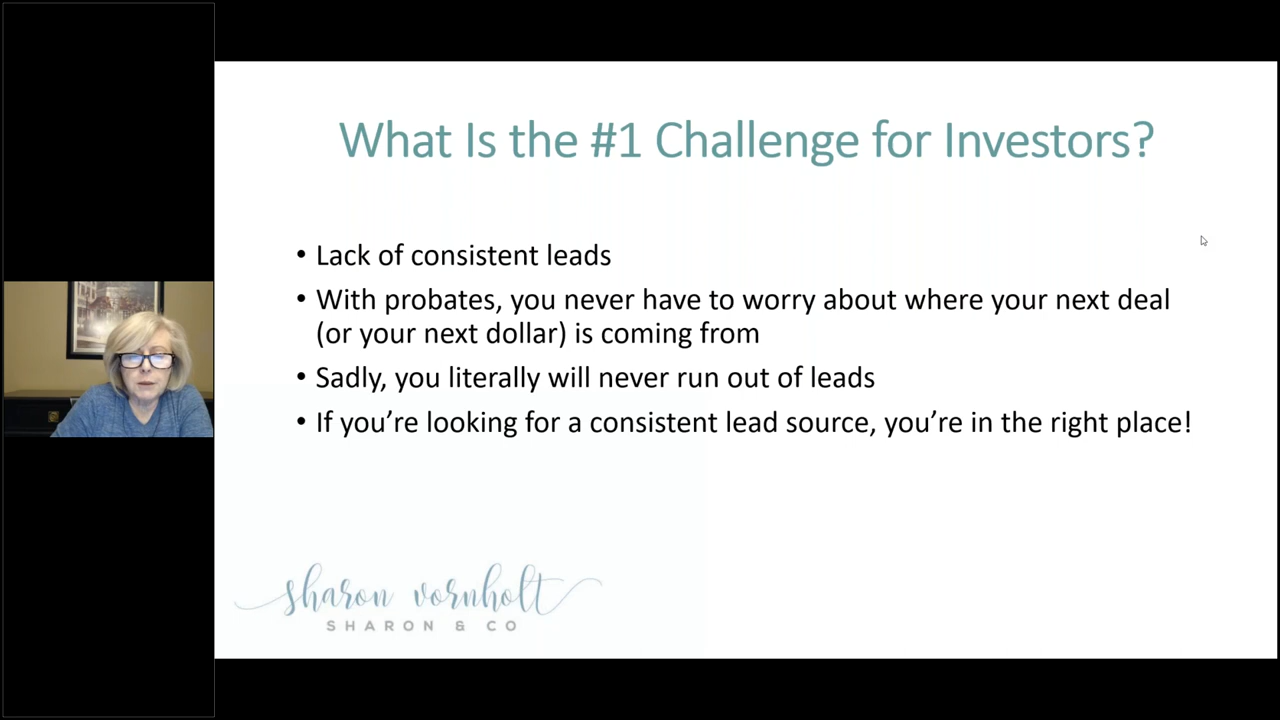 What Is the #1 Challenge for Investors?
• Lack of consistent leads
• With probates, you never have to worry about where your next deal
(or your next dollar) is coming from
• Sadly, you literally will never run out of leads
• If you’re looking for a consistent lead source, you’re in the right place!
sharon vornholt
SHARON & CO